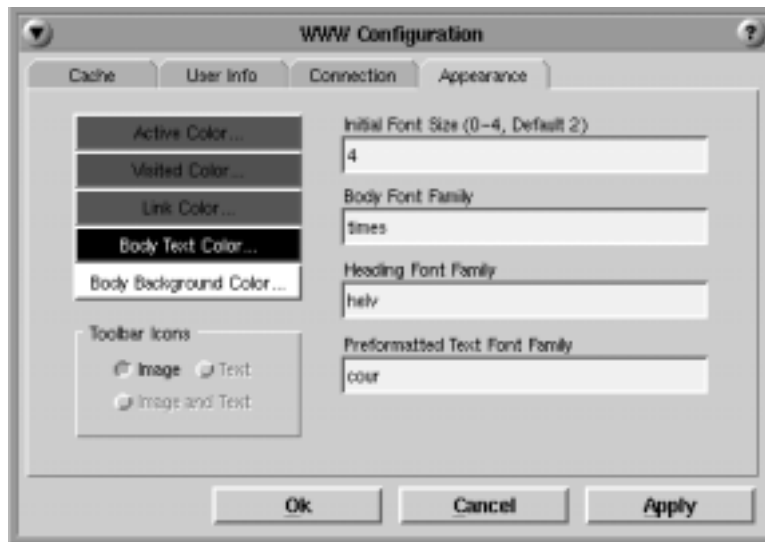 WWW Configuration
?
Cache User Info Connection Appearance
Active Color...
Visited Color...
Link Color...
Body Text Color...
Body Background Color...
Toolbar Icons
Image Text
Image and Text
Initial Font Size (0-4, Default 2)
4
Body Font Family
times
Heading Font Family
helv
Preformatted Text Font Family
cour
Ok Cancel Apply